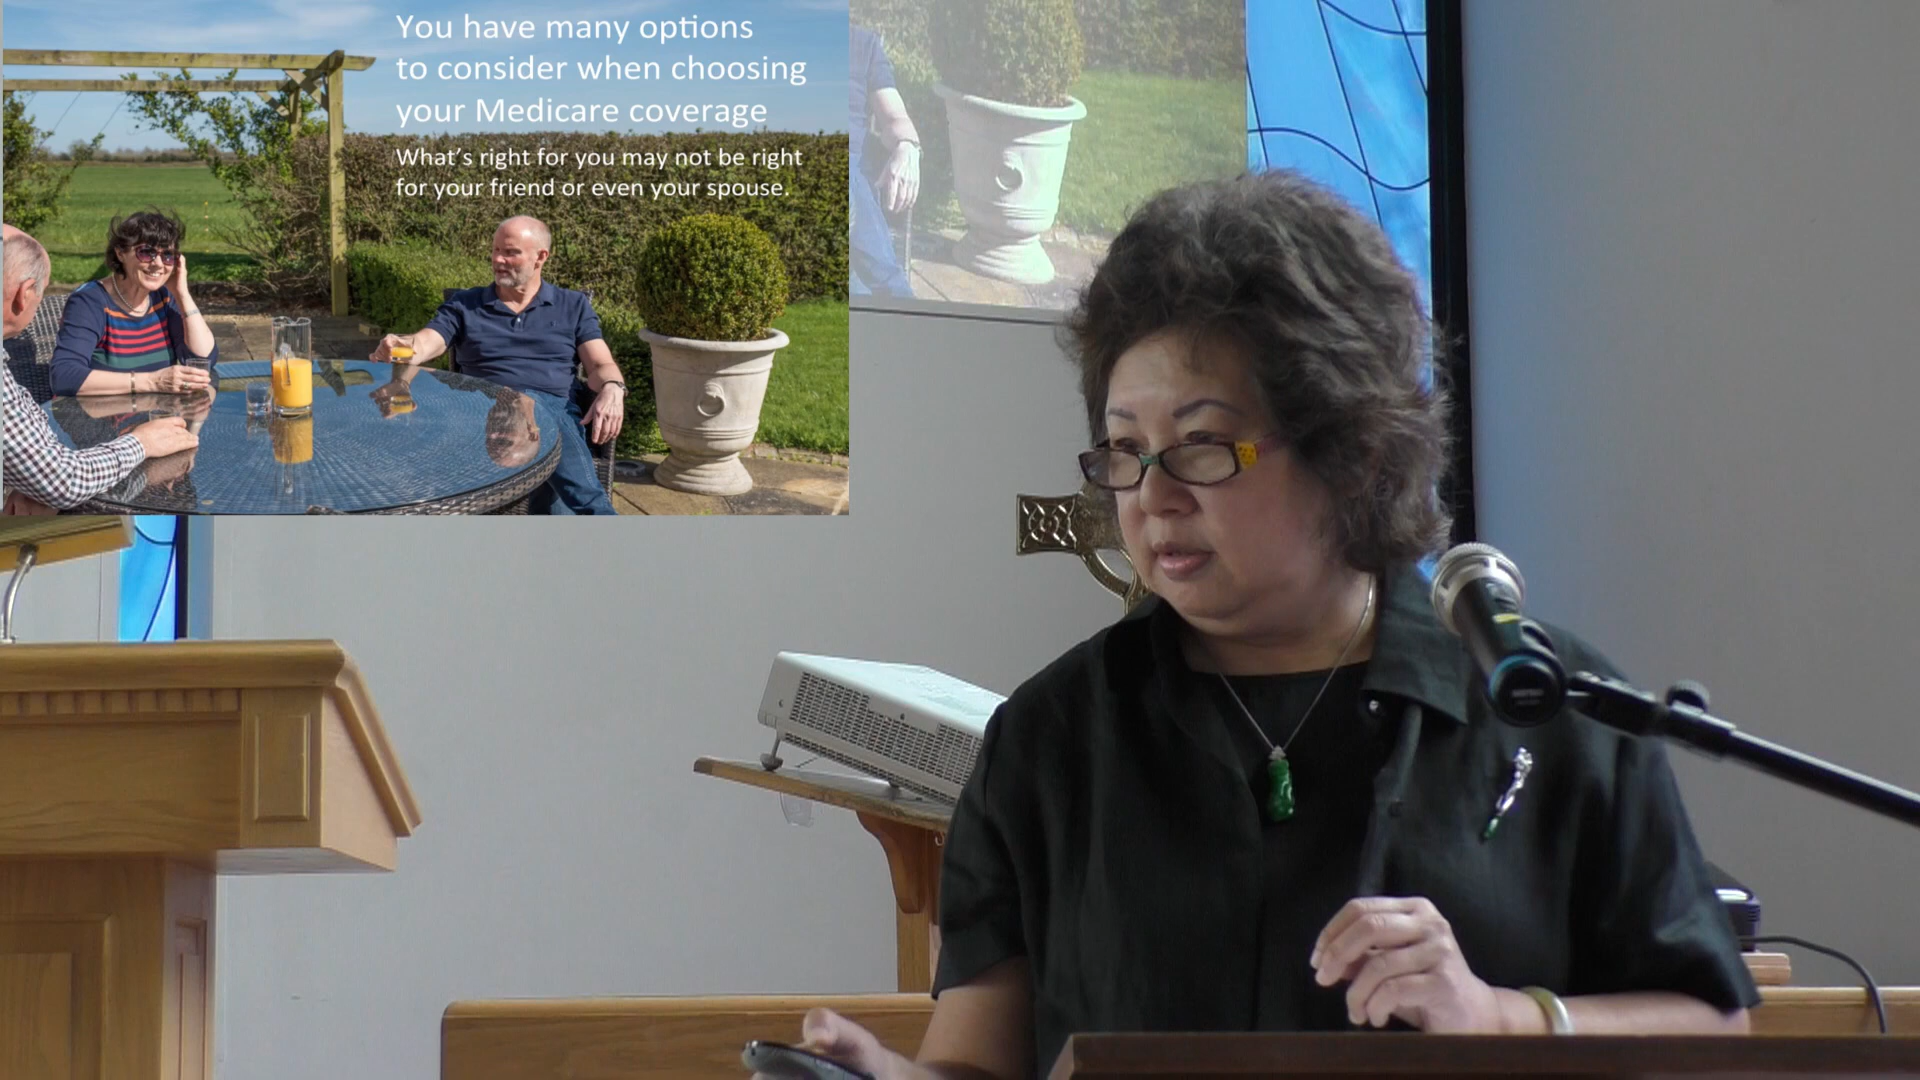 You have many options
to consider when choosing
your Medicare coverage
What's right for you may not be right
for your friend or even your spouse.